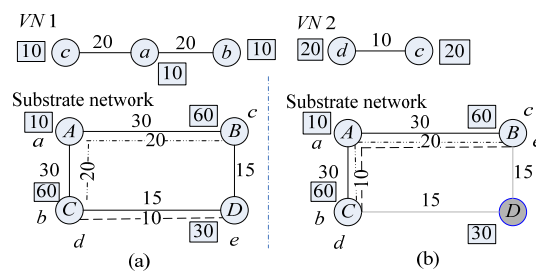 VN 1
10 c 20 a 20 b 10
10
Substrate network
10 A 30 60 B c
a 20
30 20 15
60 C 15 D
b 10
d 30 e
(a)
VN 2
20 d 10 c 20
Substrate network
10 A 30 60 B c
a 20 e
30 10 15
60 C 15 D
b 30
d
(b)